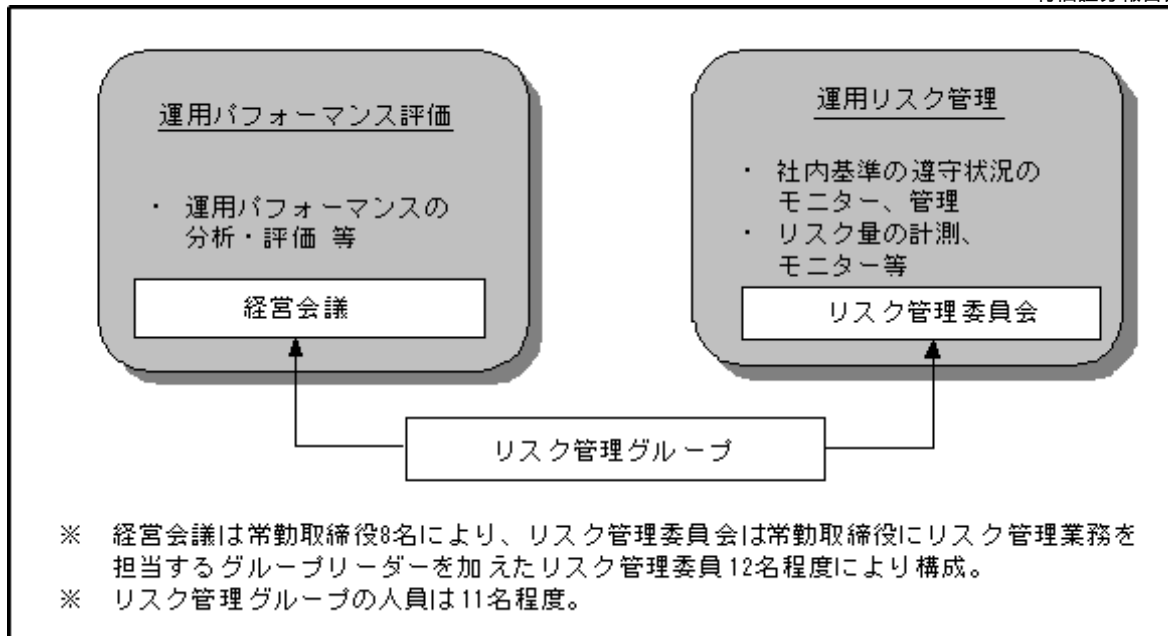 運用パフォーマンス評価
・ 運用パフォーマンスの
分析・評価 等
経営会議
運用リスク管理
・ 社内基準の遵守状況の
モニター、管理
・ リスク量の計測、
モニター等
リスク管理委員会
リスク管理グループ
※ 経営会議は常勤取締役8名により、リスク管理委員会は常勤取締役にリスク管理業務を
担当するグループリーダーを加えたリスク管理委員12名程度により構成。
※ リスク管理グループの人員は11名程度。